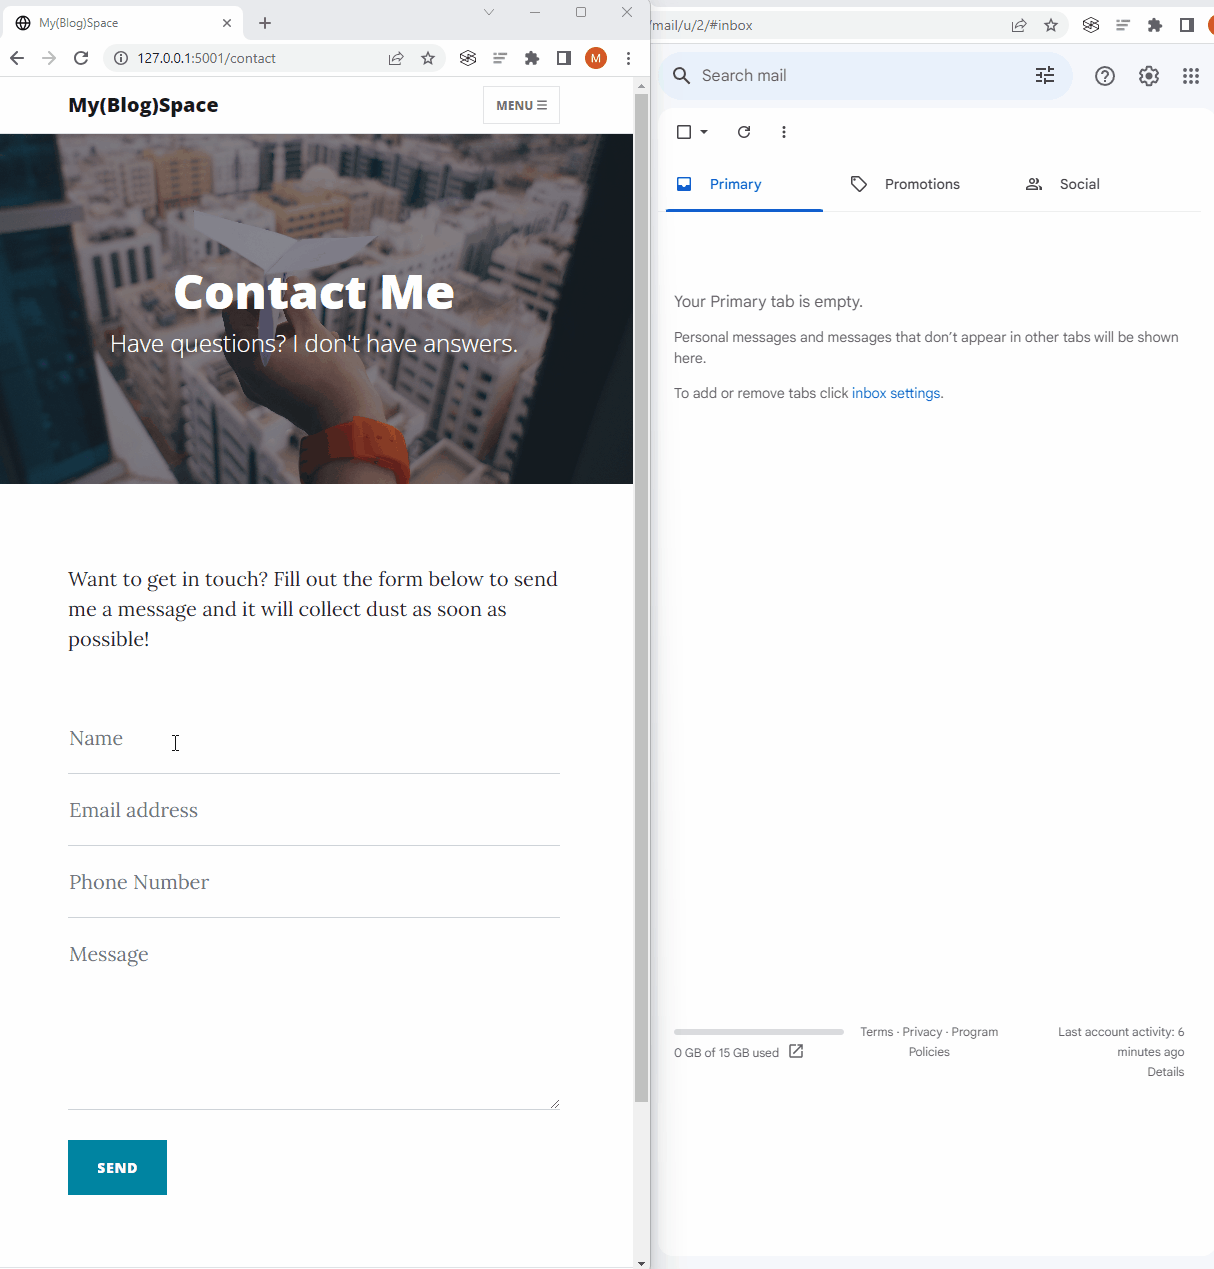 My(Blog)Space
127.0.0.1:5001/contact
M
My(Blog)Space
MENU
Contact Me
Have questions? I don't have answers.
Want to get in touch? Fill out the form below to send
me a message and it will collect dust as soon as
possible!
Name
Email address
Phone Number
Message
SEND
/mail/u/2/#inbox
Search mail
Primary
Promotions
Social
Your Primary tab is empty.
Personal messages and messages that don’t appear in other tabs will be shown
here.
To add or remove tabs click inbox settings.
0 GB of 15 GB used
Terms · Privacy · Program
Policies
Last account activity: 6
minutes ago
Details